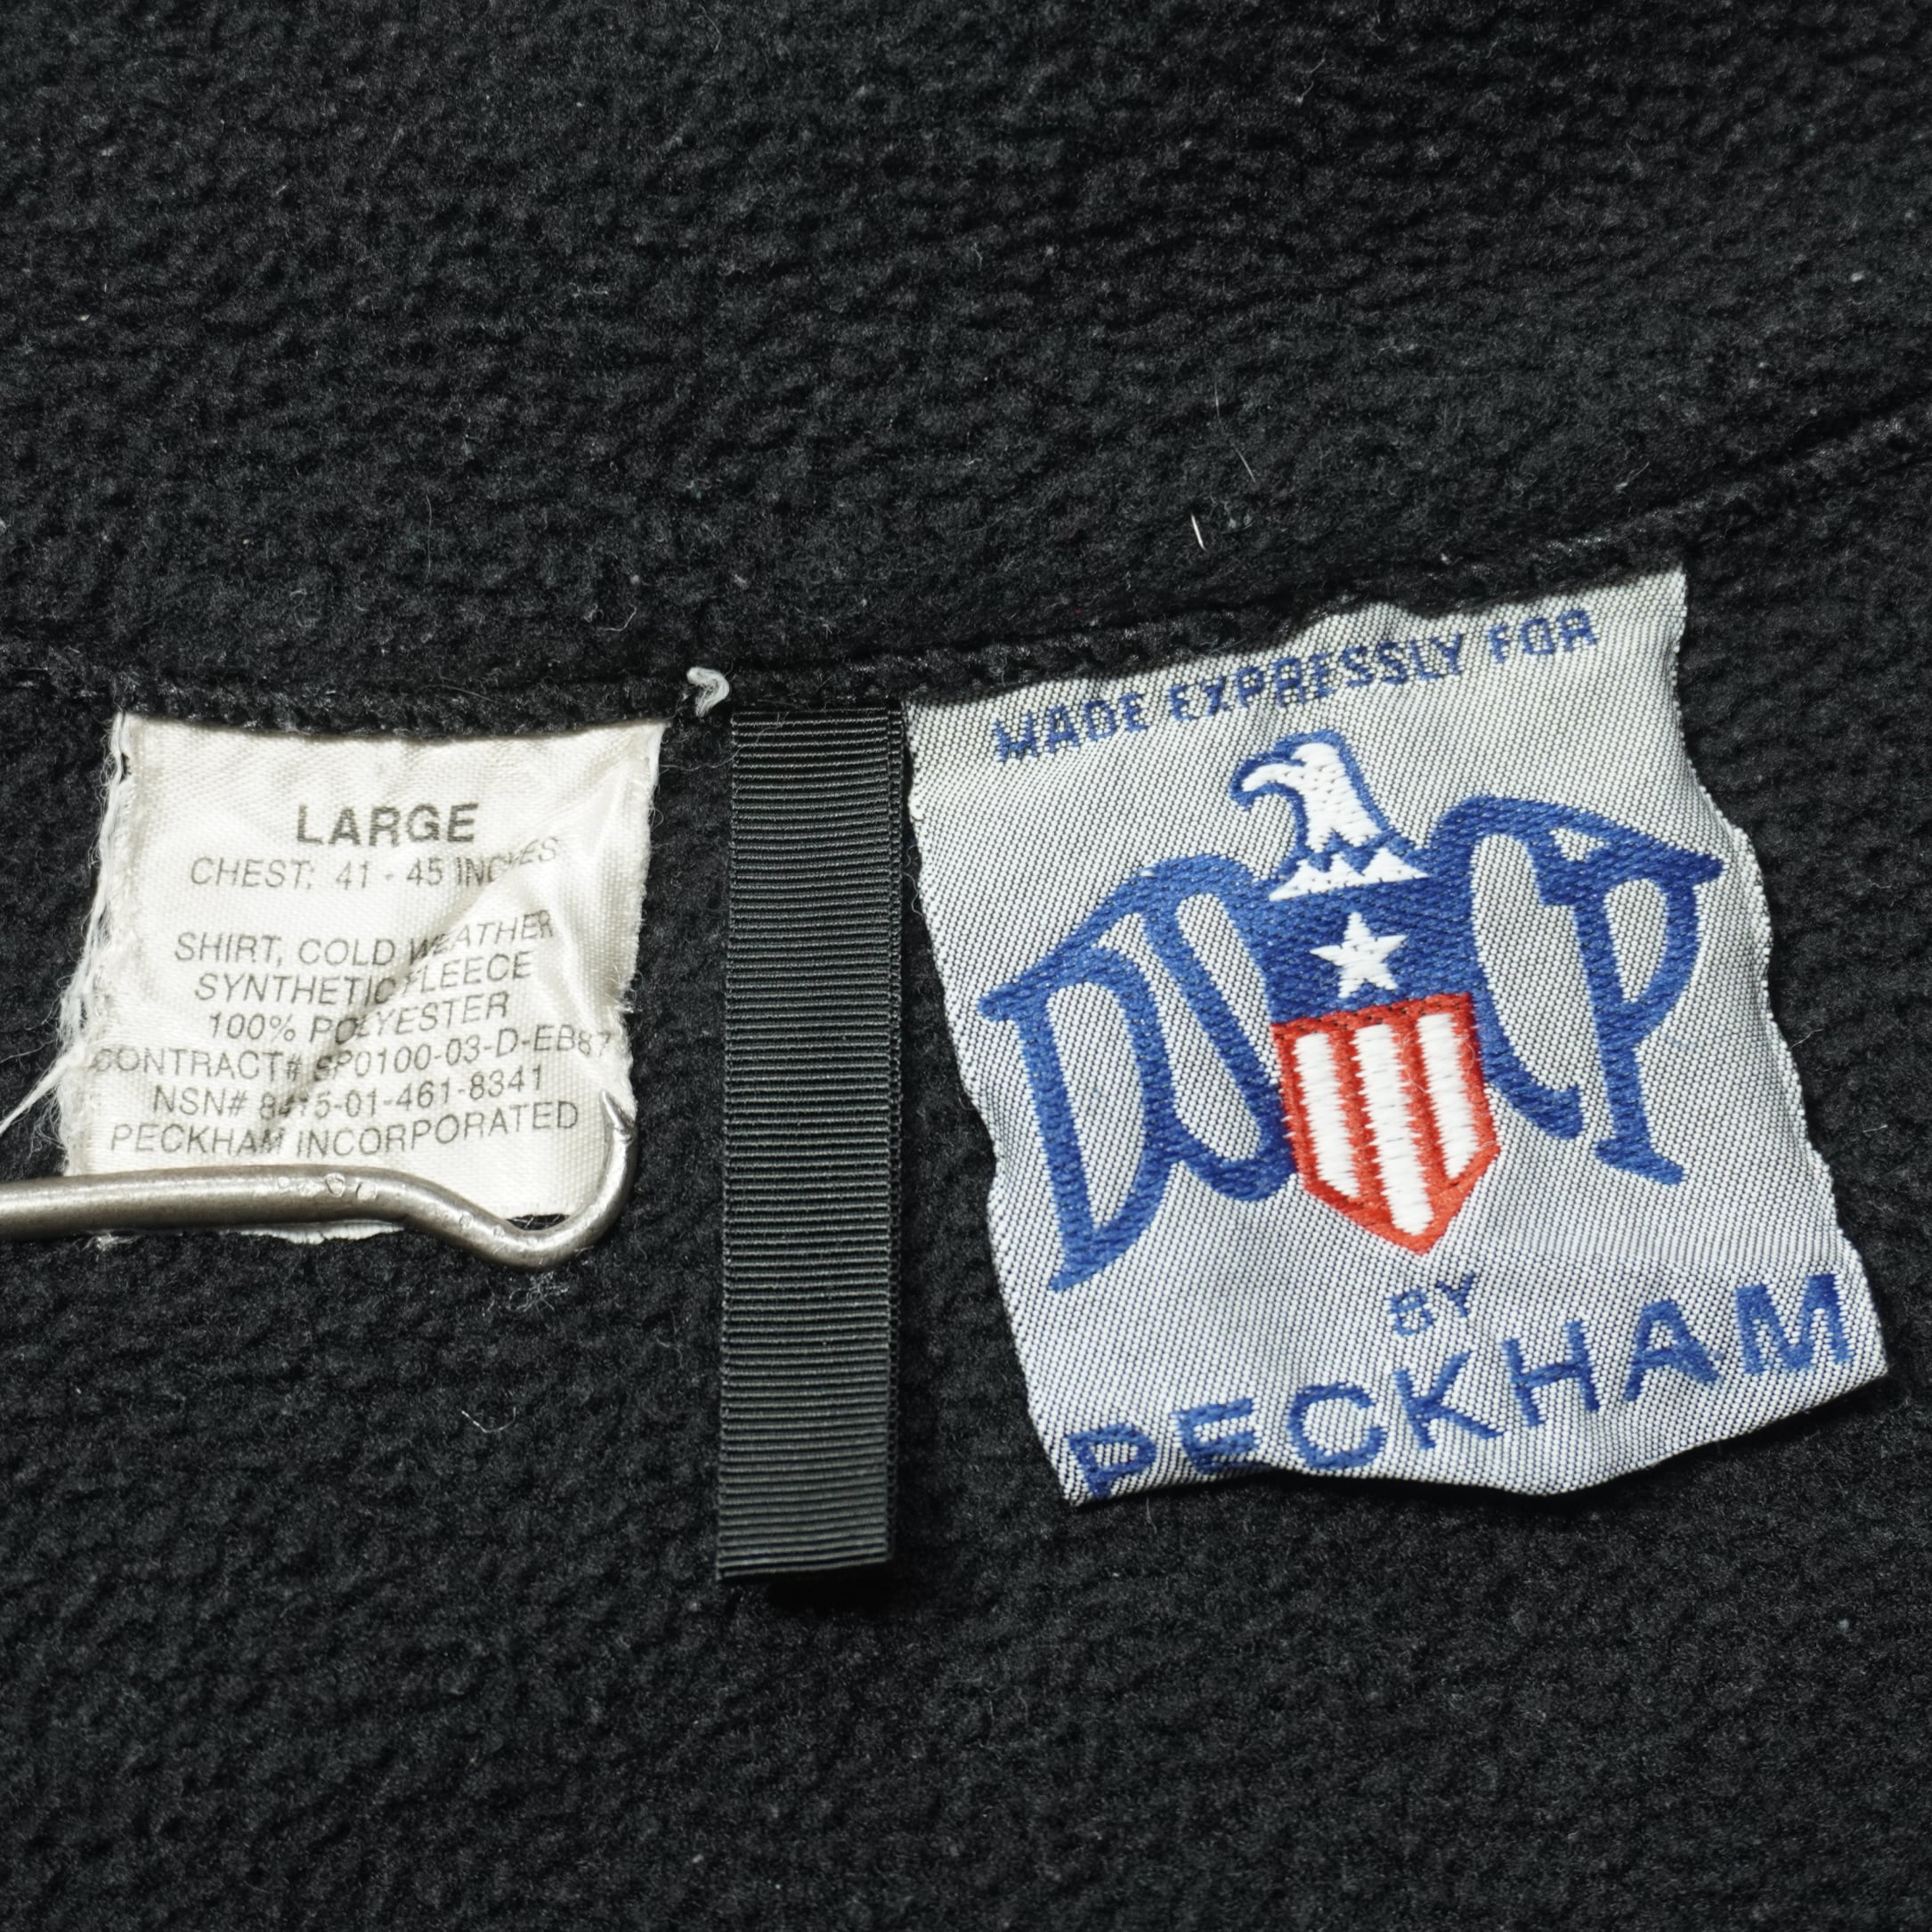 LARGE
CHEST: 41 - 45 INCHES
SHIRT, COLD WEATHER
SYNTHETIC FLEECE
100% POLYESTER
CONTRACT# SP0100-03-D-EB87
NSN# 8415-01-461-8341
PECKHAM INCORPORATED
MADE EXPRESSLY FOR
DSCP
BY
PECKHAM